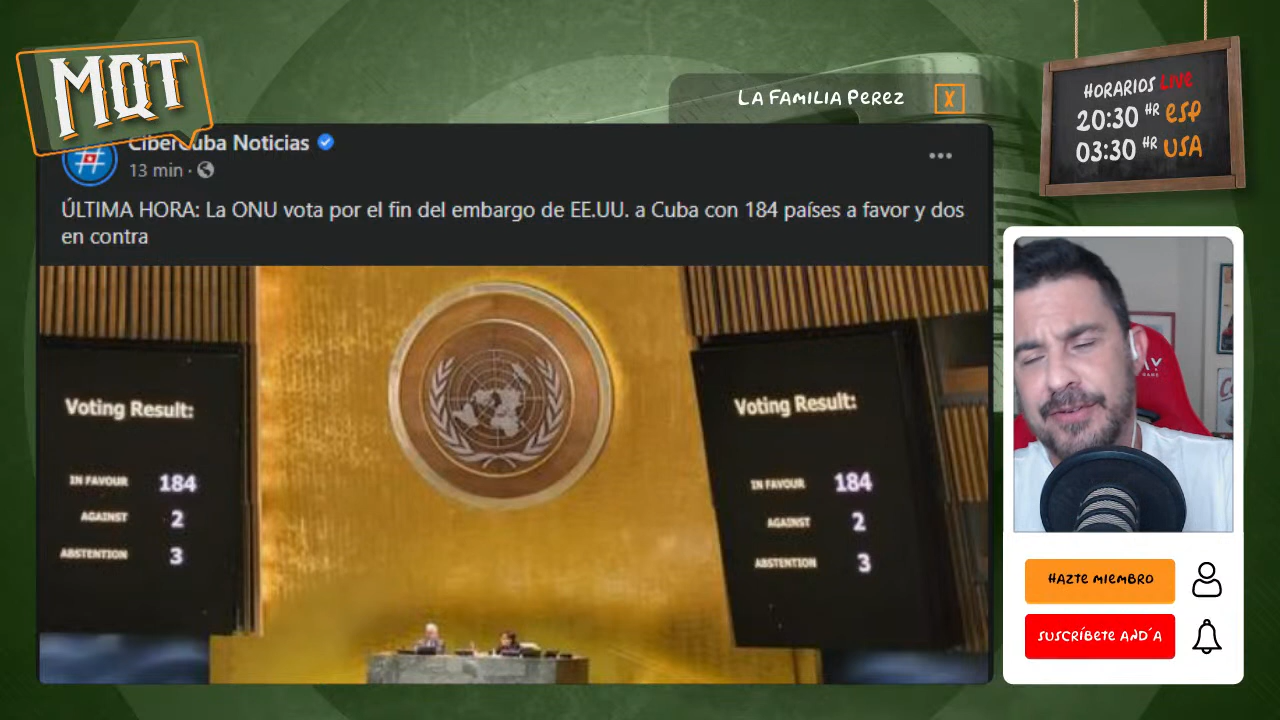 MQT
LA FAMILIA PEREZ
X
HORARIOS LIVE
20:30 HR ESP
03:30 HR USA
CiberCuba Noticias
13 min
ÚLTIMA HORA: La ONU vota por el fin del embargo de EE.UU. a Cuba con 184 países a favor y dos
en contra
Voting Result:
IN FAVOUR 184
AGAINST 2
ABSTENTION 3
Voting Result:
IN FAVOUR 184
AGAINST 2
ABSTENTION 3
HAZTE MIEMBRO
SUSCRÍBETE AND´A